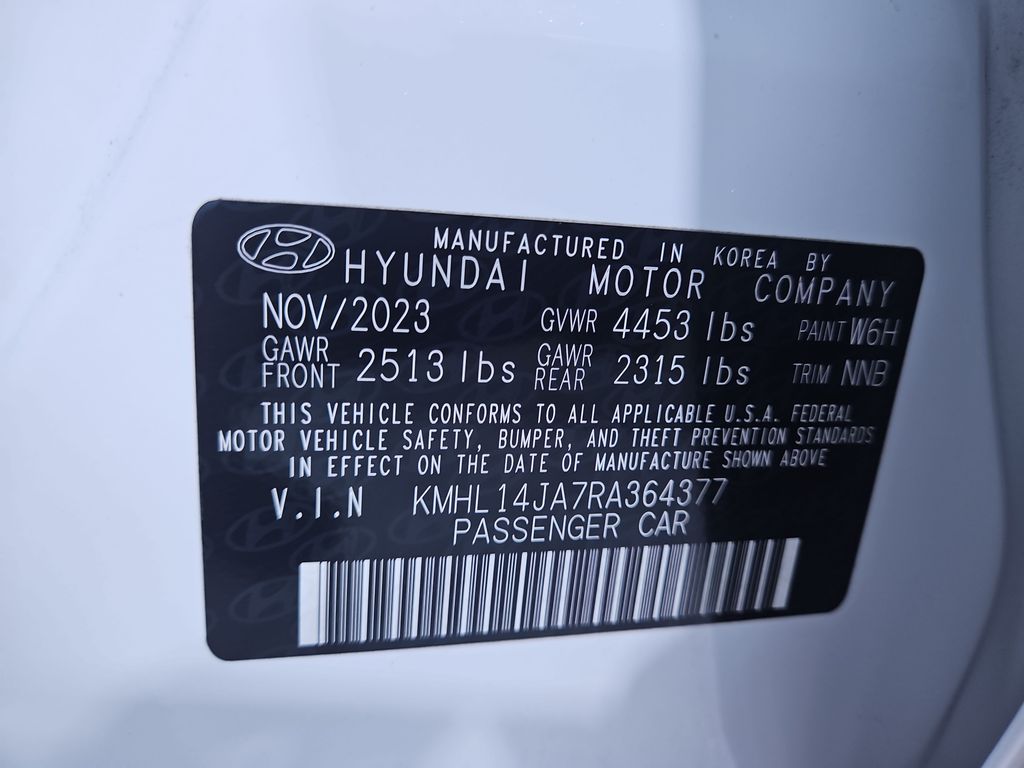 MANUFACTURED IN KOREA BY
HYUNDAI MOTOR COMPANY
NOV/2023 GVWR 4453 lbs PAINT W6H
GAWR FRONT 2513 lbs GAWR REAR 2315 lbs TRIM NNB
THIS VEHICLE CONFORMS TO ALL APPLICABLE U.S.A. FEDERAL
MOTOR VEHICLE SAFETY, BUMPER, AND THEFT PREVENTION STANDARDS
IN EFFECT ON THE DATE OF MANUFACTURE SHOWN ABOVE
V.I.N KMHL14JA7RA364377
PASSENGER CAR